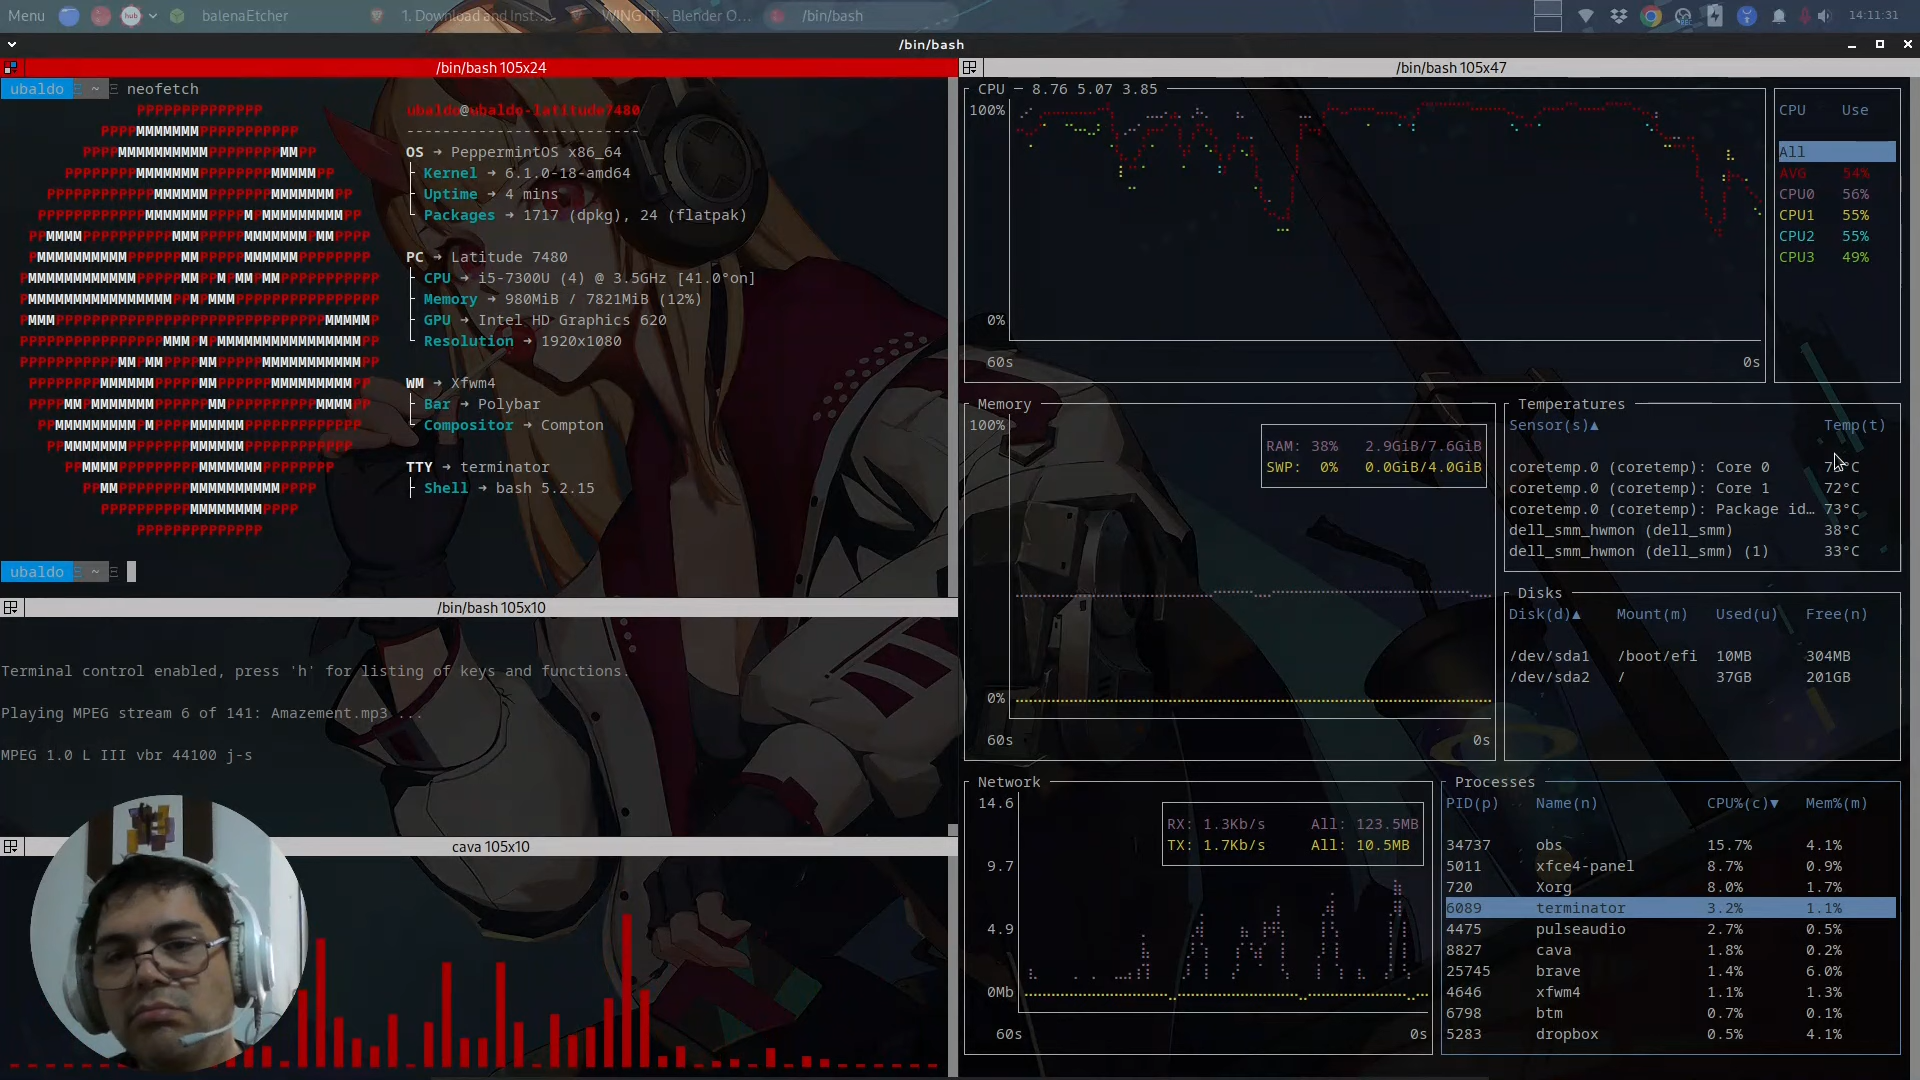 Menu
hub
balenaEtcher
1. Download and Inst...
WING IT! - Blender O...
/bin/bash
14:11:31
/bin/bash
/bin/bash 105x24
ubaldo ~ neofetch
ubaldo@ubaldo-latitude7480
--------------------------
OS → PeppermintOS x86_64
Kernel → 6.1.0-18-amd64
Uptime → 4 mins
Packages → 1717 (dpkg), 24 (flatpak)
PC → Latitude 7480
CPU → i5-7300U (4) @ 3.5GHz [41.0°on]
Memory → 980MiB / 7821MiB (12%)
GPU → Intel HD Graphics 620
Resolution → 1920x1080
WM → Xfwm4
Bar → Polybar
Compositor → Compton
TTY → terminator
Shell → bash 5.2.15
ubaldo ~
/bin/bash 105x10
Terminal control enabled, press 'h' for listing of keys and functions.
Playing MPEG stream 6 of 141: Amazement.mp3 ...
MPEG 1.0 L III vbr 44100 j-s
cava 105x10
/bin/bash 105x47
CPU — 8.76 5.07 3.85
100%
0%
60s 0s
CPU Use
All
AVG 54%
CPU0 56%
CPU1 55%
CPU2 55%
CPU3 49%
Memory
100%
RAM: 38% 2.9GiB/7.6GiB
SWP: 0% 0.0GiB/4.0GiB
0%
60s 0s
Temperatures
Sensor(s)▲ Temp(t)
coretemp.0 (coretemp): Core 0
coretemp.0 (coretemp): Core 1 72°C
coretemp.0 (coretemp): Package id… 73°C
dell_smm_hwmon (dell_smm) 38°C
dell_smm_hwmon (dell_smm) (1) 33°C
Disks
Disk(d)▲ Mount(m) Used(u) Free(n)
/dev/sda1 /boot/efi 10MB 304MB
/dev/sda2 / 37GB 201GB
Network
14.6
RX: 1.3Kb/s All: 123.5MB
TX: 1.7Kb/s All: 10.5MB
9.7
4.9
0Mb
60s 0s
Processes
PID(p) Name(n) CPU%(c)▼ Mem%(m)
34737 obs 15.7% 4.1%
5011 xfce4-panel 8.7% 0.9%
720 Xorg 8.0% 1.7%
6089 terminator 3.2% 1.1%
4475 pulseaudio 2.7% 0.5%
8827 cava 1.8% 0.2%
25745 brave 1.4% 6.0%
4646 xfwm4 1.1% 1.3%
6798 btm 0.7% 0.1%
5283 dropbox 0.5% 4.1%